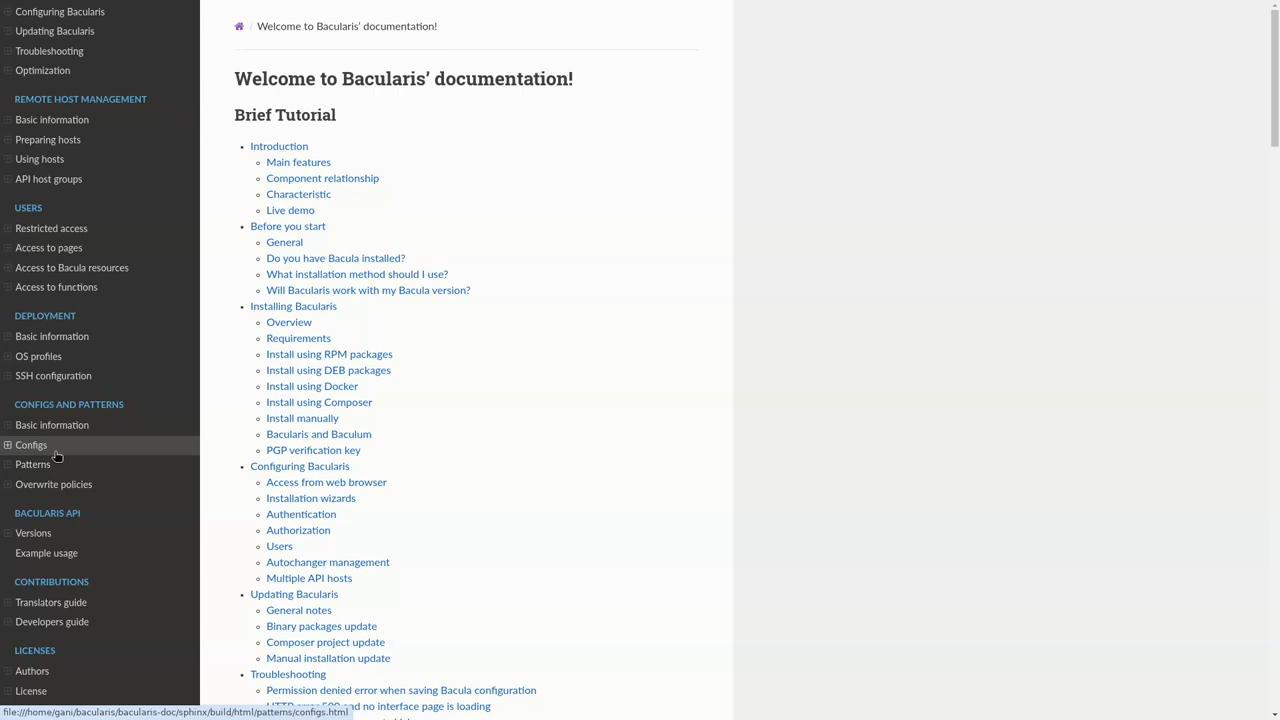 Configuring Bacularis
Updating Bacularis
Troubleshooting
Optimization
REMOTE HOST MANAGEMENT
Basic information
Preparing hosts
Using hosts
API host groups
USERS
Restricted access
Access to pages
Access to Bacula resources
Access to functions
DEPLOYMENT
Basic information
OS profiles
SSH configuration
CONFIGS AND PATTERNS
Basic information
Configs
Patterns
Overwrite policies
BACULARIS API
Versions
Example usage
CONTRIBUTIONS
Translators guide
Developers guide
LICENSES
Authors
License
file:///home/gani/bacularis/bacularis-doc/sphinx/build/html/patterns/configs.html
/ Welcome to Bacularis’ documentation!
Welcome to Bacularis’ documentation!
Brief Tutorial
• Introduction
◦ Main features
◦ Component relationship
◦ Characteristic
◦ Live demo
• Before you start
◦ General
◦ Do you have Bacula installed?
◦ What installation method should I use?
◦ Will Bacularis work with my Bacula version?
• Installing Bacularis
◦ Overview
◦ Requirements
◦ Install using RPM packages
◦ Install using DEB packages
◦ Install using Docker
◦ Install using Composer
◦ Install manually
◦ Bacularis and Baculum
◦ PGP verification key
• Configuring Bacularis
◦ Access from web browser
◦ Installation wizards
◦ Authentication
◦ Authorization
◦ Users
◦ Autochanger management
◦ Multiple API hosts
• Updating Bacularis
◦ General notes
◦ Binary packages update
◦ Composer project update
◦ Manual installation update
• Troubleshooting
◦ Permission denied error when saving Bacula configuration
HTTP error 500 and no interface page is loading